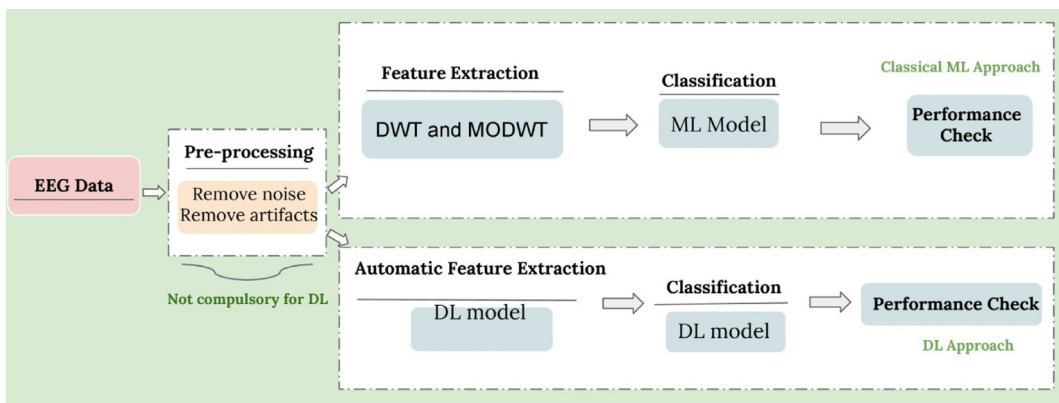 EEG Data
Pre-processing
Remove noise
Remove artifacts
Not compulsory for DL
Feature Extraction
DWT and MODWT
Classification
ML Model
Classical ML Approach
Performance
Check
Automatic Feature Extraction
DL model
Classification
DL model
Performance Check
DL Approach